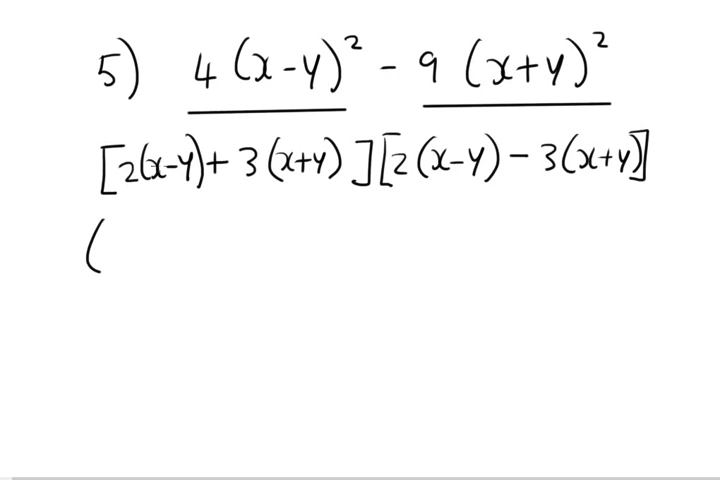 5) 4 (x-y)² - 9 (x+y)²
[2(x-y)+ 3(x+y) ][2(x-y) - 3(x+y)]
(